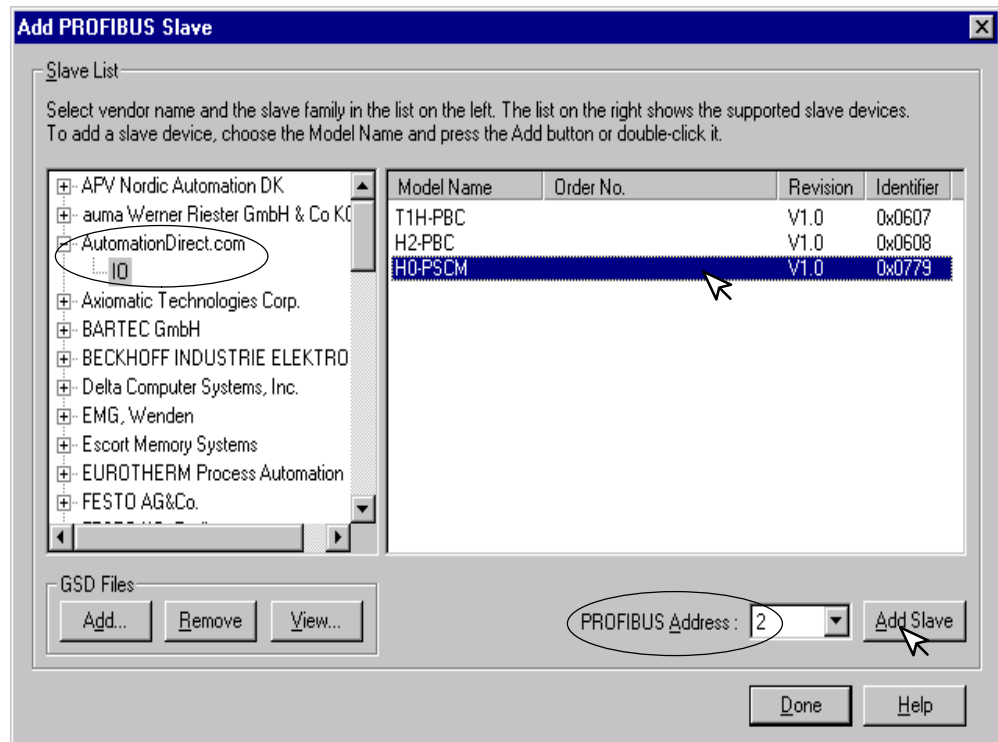 Add PROFIBUS Slave
Slave List
Select vendor name and the slave family in the list on the left. The list on the right shows the supported slave devices.
To add a slave device, choose the Model Name and press the Add button or double-click it.
APV Nordic Automation DK
auma Werner Riester GmbH & Co
AutomationDirect.com
IO
Axiomatic Technologies Corp.
BARTEC GmbH
BECKHOFF INDUSTRIE ELEKTRO
Delta Computer Systems, Inc.
EMG, Wenden
Escort Memory Systems
EUROTHERM Process Automation
FESTO AG&Co.
Model Name Order No. Revision Identifier
T1H-PBC V1.0 0x0607
H2-PBC V1.0 0x0608
H0-PSCM V1.0 0x0779
GSD Files
Add... Remove View...
PROFIBUS Address : 2 Add Slave
Done Help